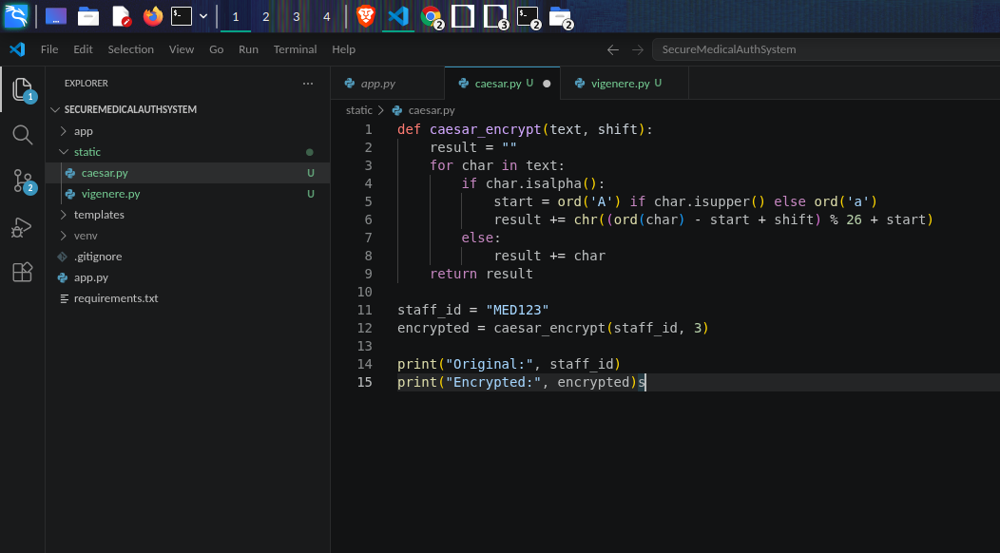 1 2 3 4 2 3 2 2
File Edit Selection View Go Run Terminal Help SecureMedicalAuthSystem
EXPLORER ··· app.py caesar.py U vigenere.py U
SECUREMEDICALAUTHSYSTEM static > caesar.py
app
static
caesar.py U
vigenere.py U
templates
venv
.gitignore
app.py
requirements.txt
1
2
1 def caesar_encrypt(text, shift):
2     result = ""
3     for char in text:
4         if char.isalpha():
5             start = ord('A') if char.isupper() else ord('a')
6             result += chr((ord(char) - start + shift) % 26 + start)
7         else:
8             result += char
9     return result
10
11 staff_id = "MED123"
12 encrypted = caesar_encrypt(staff_id, 3)
13
14 print("Original:", staff_id)
15 print("Encrypted:", encrypted)s